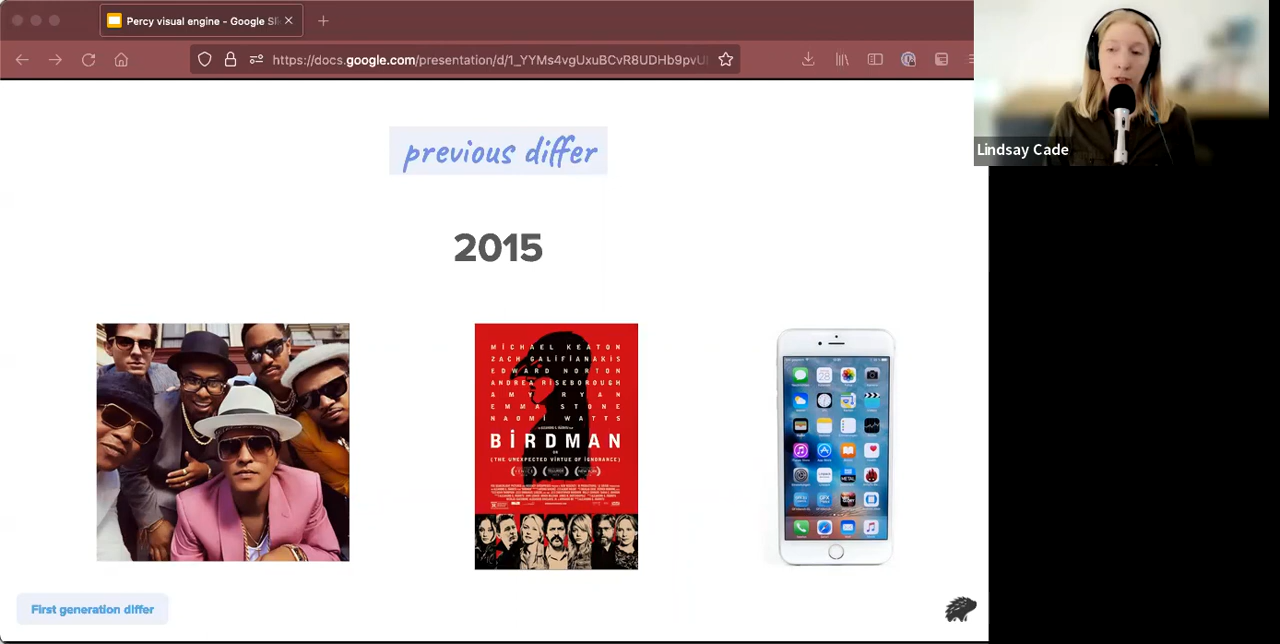 Percy visual engine - Google Sli
https://docs.google.com/presentation/d/1_YYMs4vgUxuBCvR8UDHb9pvU
Lindsay Cade
previous differ
2015
MiCHAEL KEATON
ZACH GALiFiANAKiS
EDWARD NORTON
ANDREA RiSEBOROUGH
AMY RYAN
EMMA STONE
NAOMi WATTS
BiRDMAN
OR
(THE UNEXPECTED VIRTUE OF IGNORANCE)
First generation differ